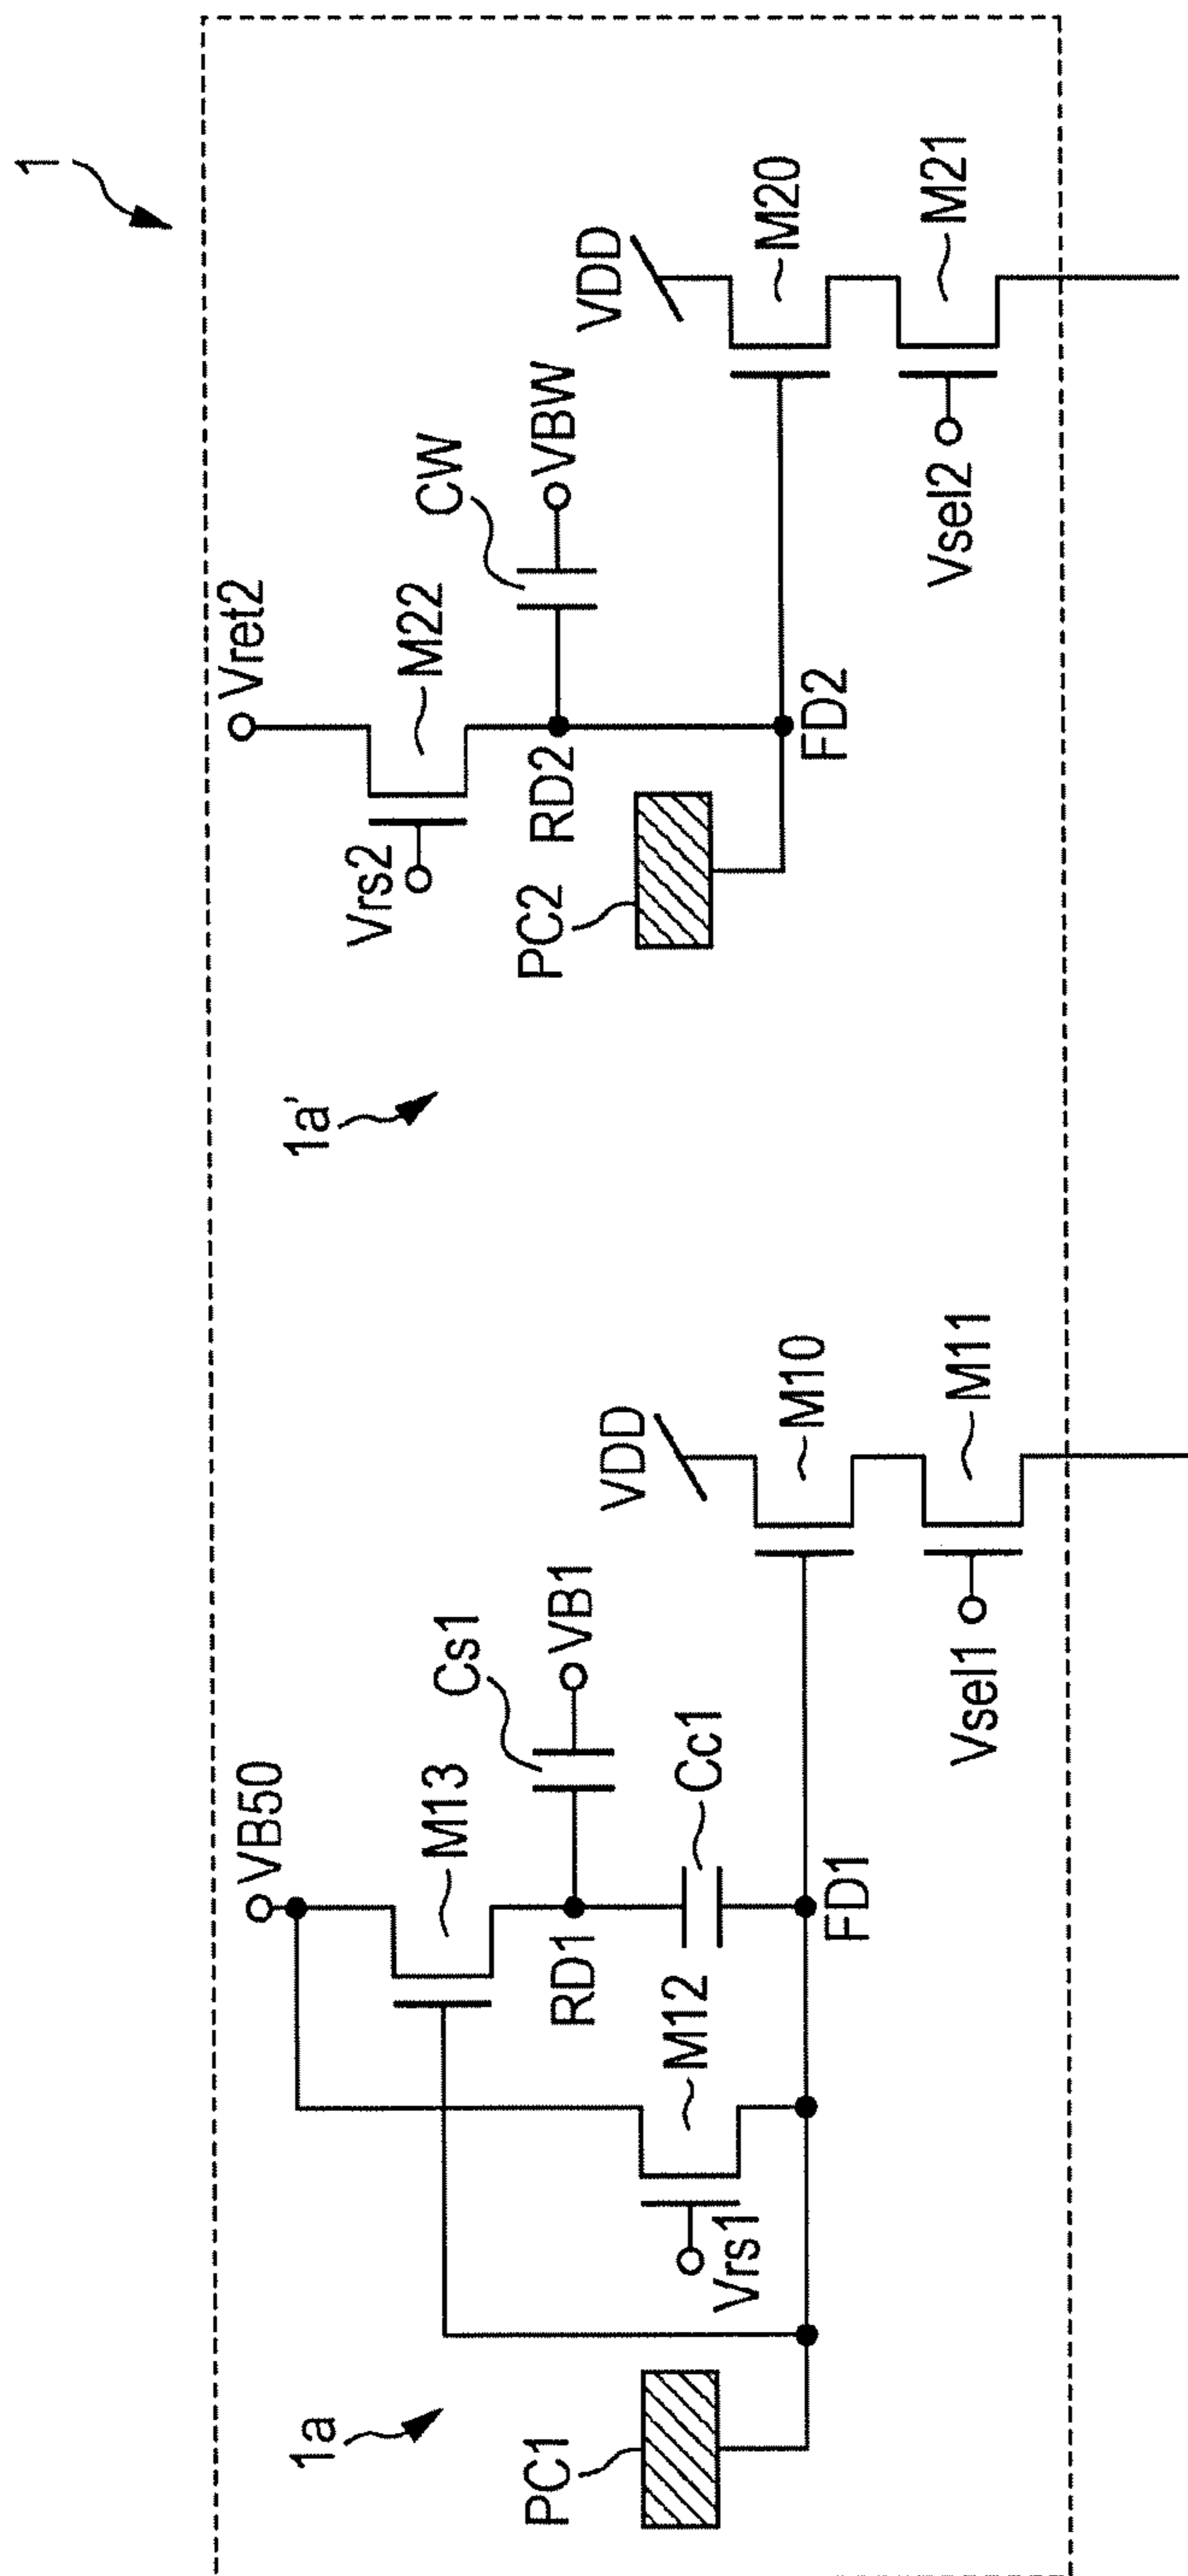 1
1a
VB50
M13
Cs1
VB1
RD1
Cc1
M12
Vrs1
PC1
FD1
VDD
M10
M11
Vsel1
1a'
Vret2
M22
Vrs2
CW
VBW
RD2
PC2
FD2
VDD
M20
M21
Vsel2